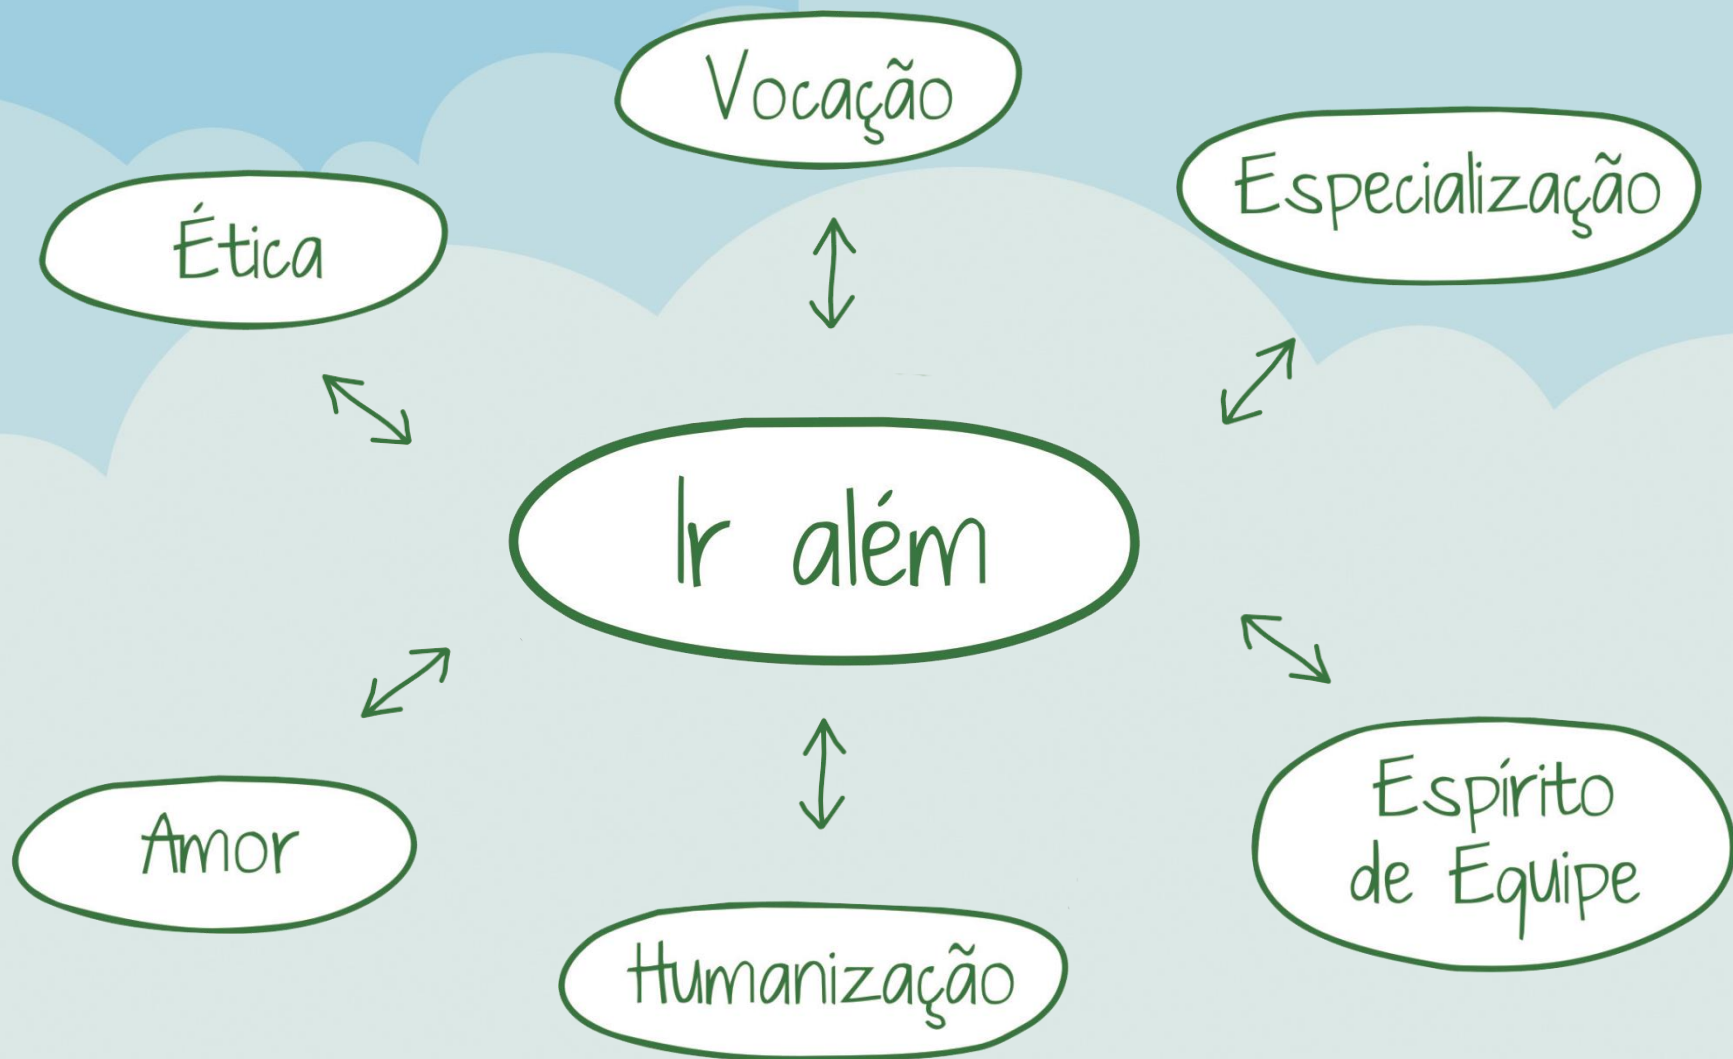 Vocação
Especialização
Ética
Ir além
Espírito
de Equipe
Amor
Humanização